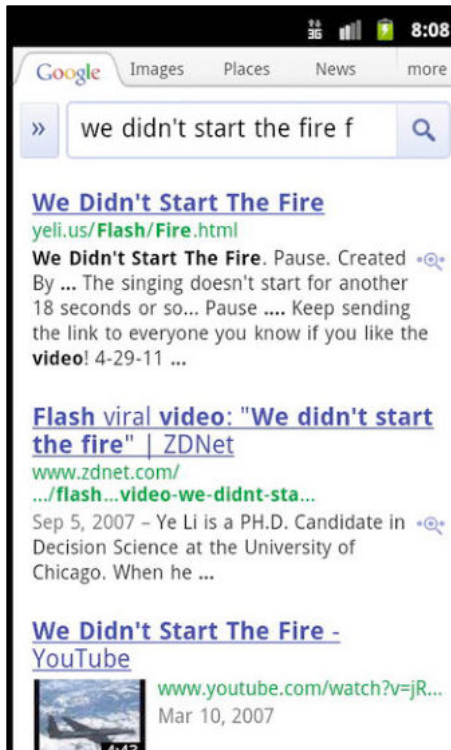 3G 8:08
Google Images Places News more
» we didn't start the fire f
We Didn't Start The Fire
yeli.us/Flash/Fire.html
We Didn't Start The Fire. Pause. Created
By ... The singing doesn't start for another
18 seconds or so... Pause .... Keep sending
the link to everyone you know if you like the
video! 4-29-11 ...
Flash viral video: "We didn't start
the fire" | ZDNet
www.zdnet.com/
.../flash...video-we-didnt-sta...
Sep 5, 2007 – Ye Li is a PH.D. Candidate in
Decision Science at the University of
Chicago. When he ...
We Didn't Start The Fire -
YouTube
www.youtube.com/watch?v=jR...
Mar 10, 2007
4:43